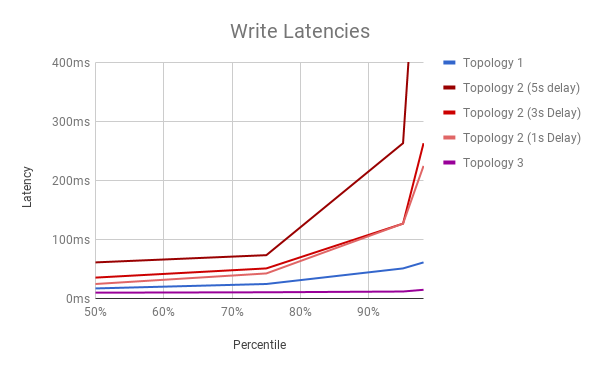 Write Latencies
400ms
300ms
200ms
100ms
0ms
Latency
50%
60%
70%
80%
90%
Percentile
Topology 1
Topology 2 (5s delay)
Topology 2 (3s Delay)
Topology 2 (1s Delay)
Topology 3